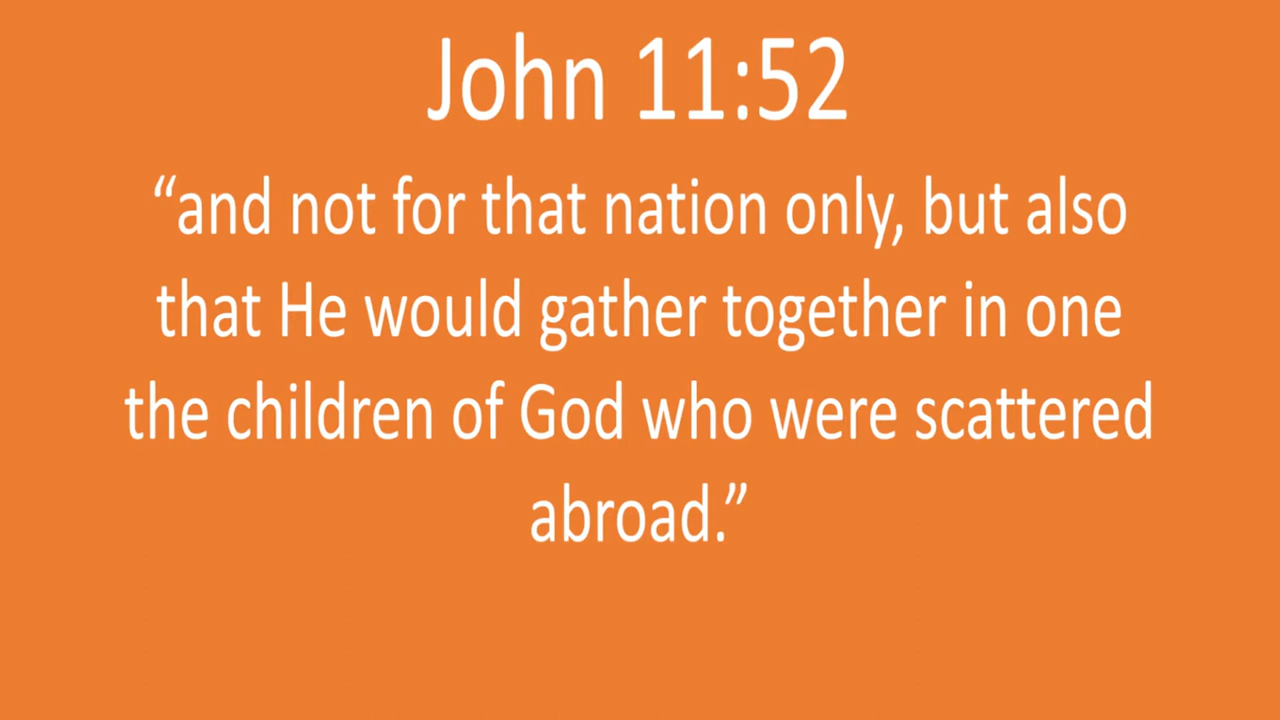 John 11:52
“and not for that nation only, but also
that He would gather together in one
the children of God who were scattered
abroad.”